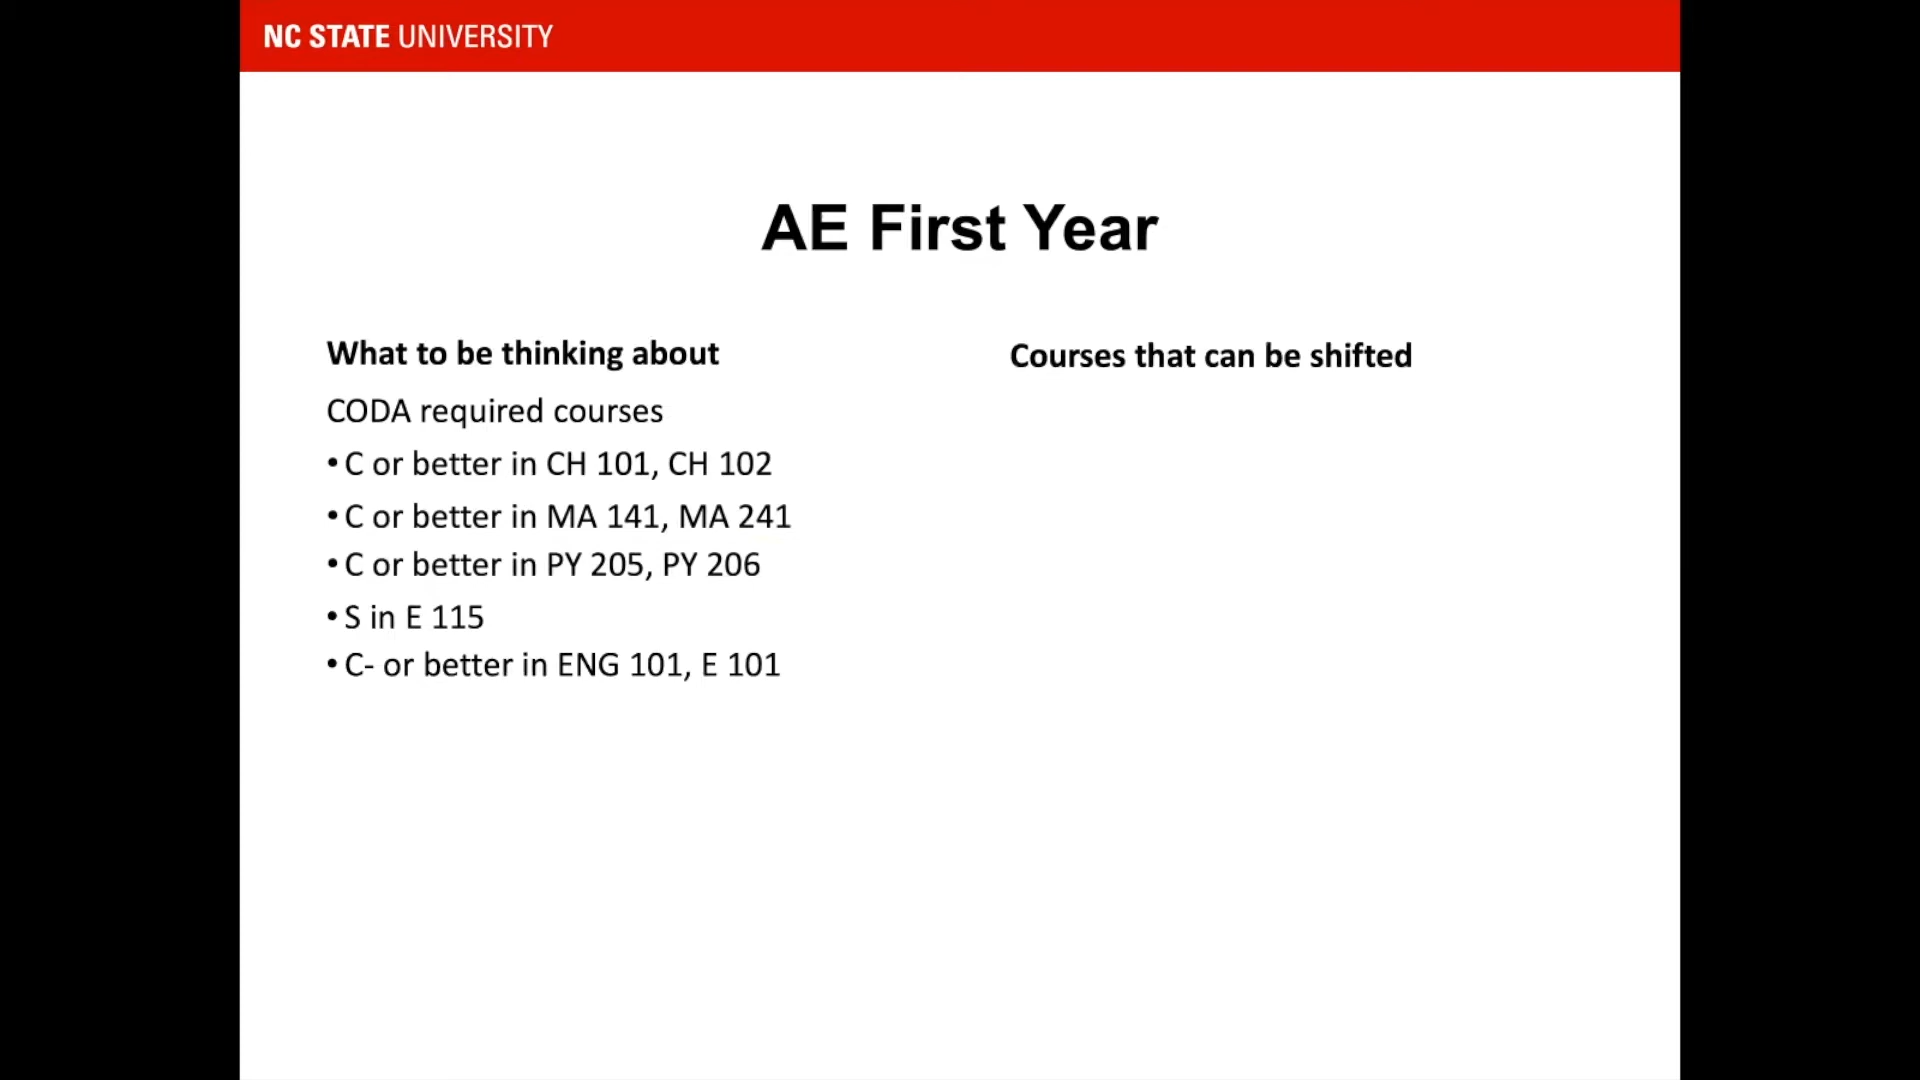 NC STATE UNIVERSITY
AE First Year
What to be thinking about
CODA required courses
• C or better in CH 101, CH 102
• C or better in MA 141, MA 241
• C or better in PY 205, PY 206
• S in E 115
• C- or better in ENG 101, E 101
Courses that can be shifted